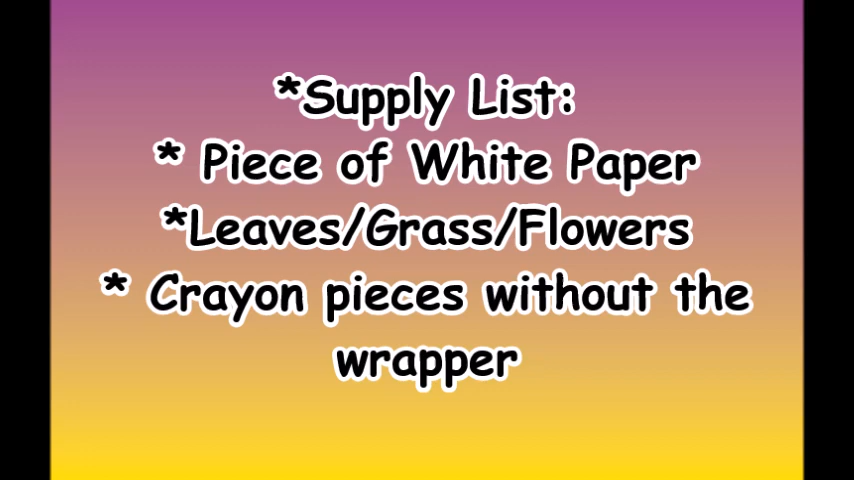 *Supply List:
* Piece of White Paper
*Leaves/Grass/Flowers
* Crayon pieces without the
wrapper